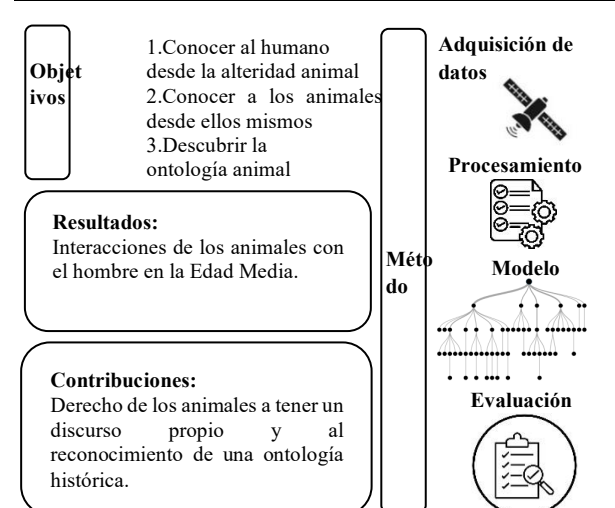 Objet
ivos
1.Conocer al humano
desde la alteridad animal
2.Conocer a los animales
desde ellos mismos
3.Descubrir la
ontología animal
Resultados:
Interacciones de los animales con
el hombre en la Edad Media.
Contribuciones:
Derecho de los animales a tener un
discurso propio y al
reconocimiento de una ontología
histórica.
Méto
do
Adquisición de
datos
Procesamiento
Modelo
Evaluación